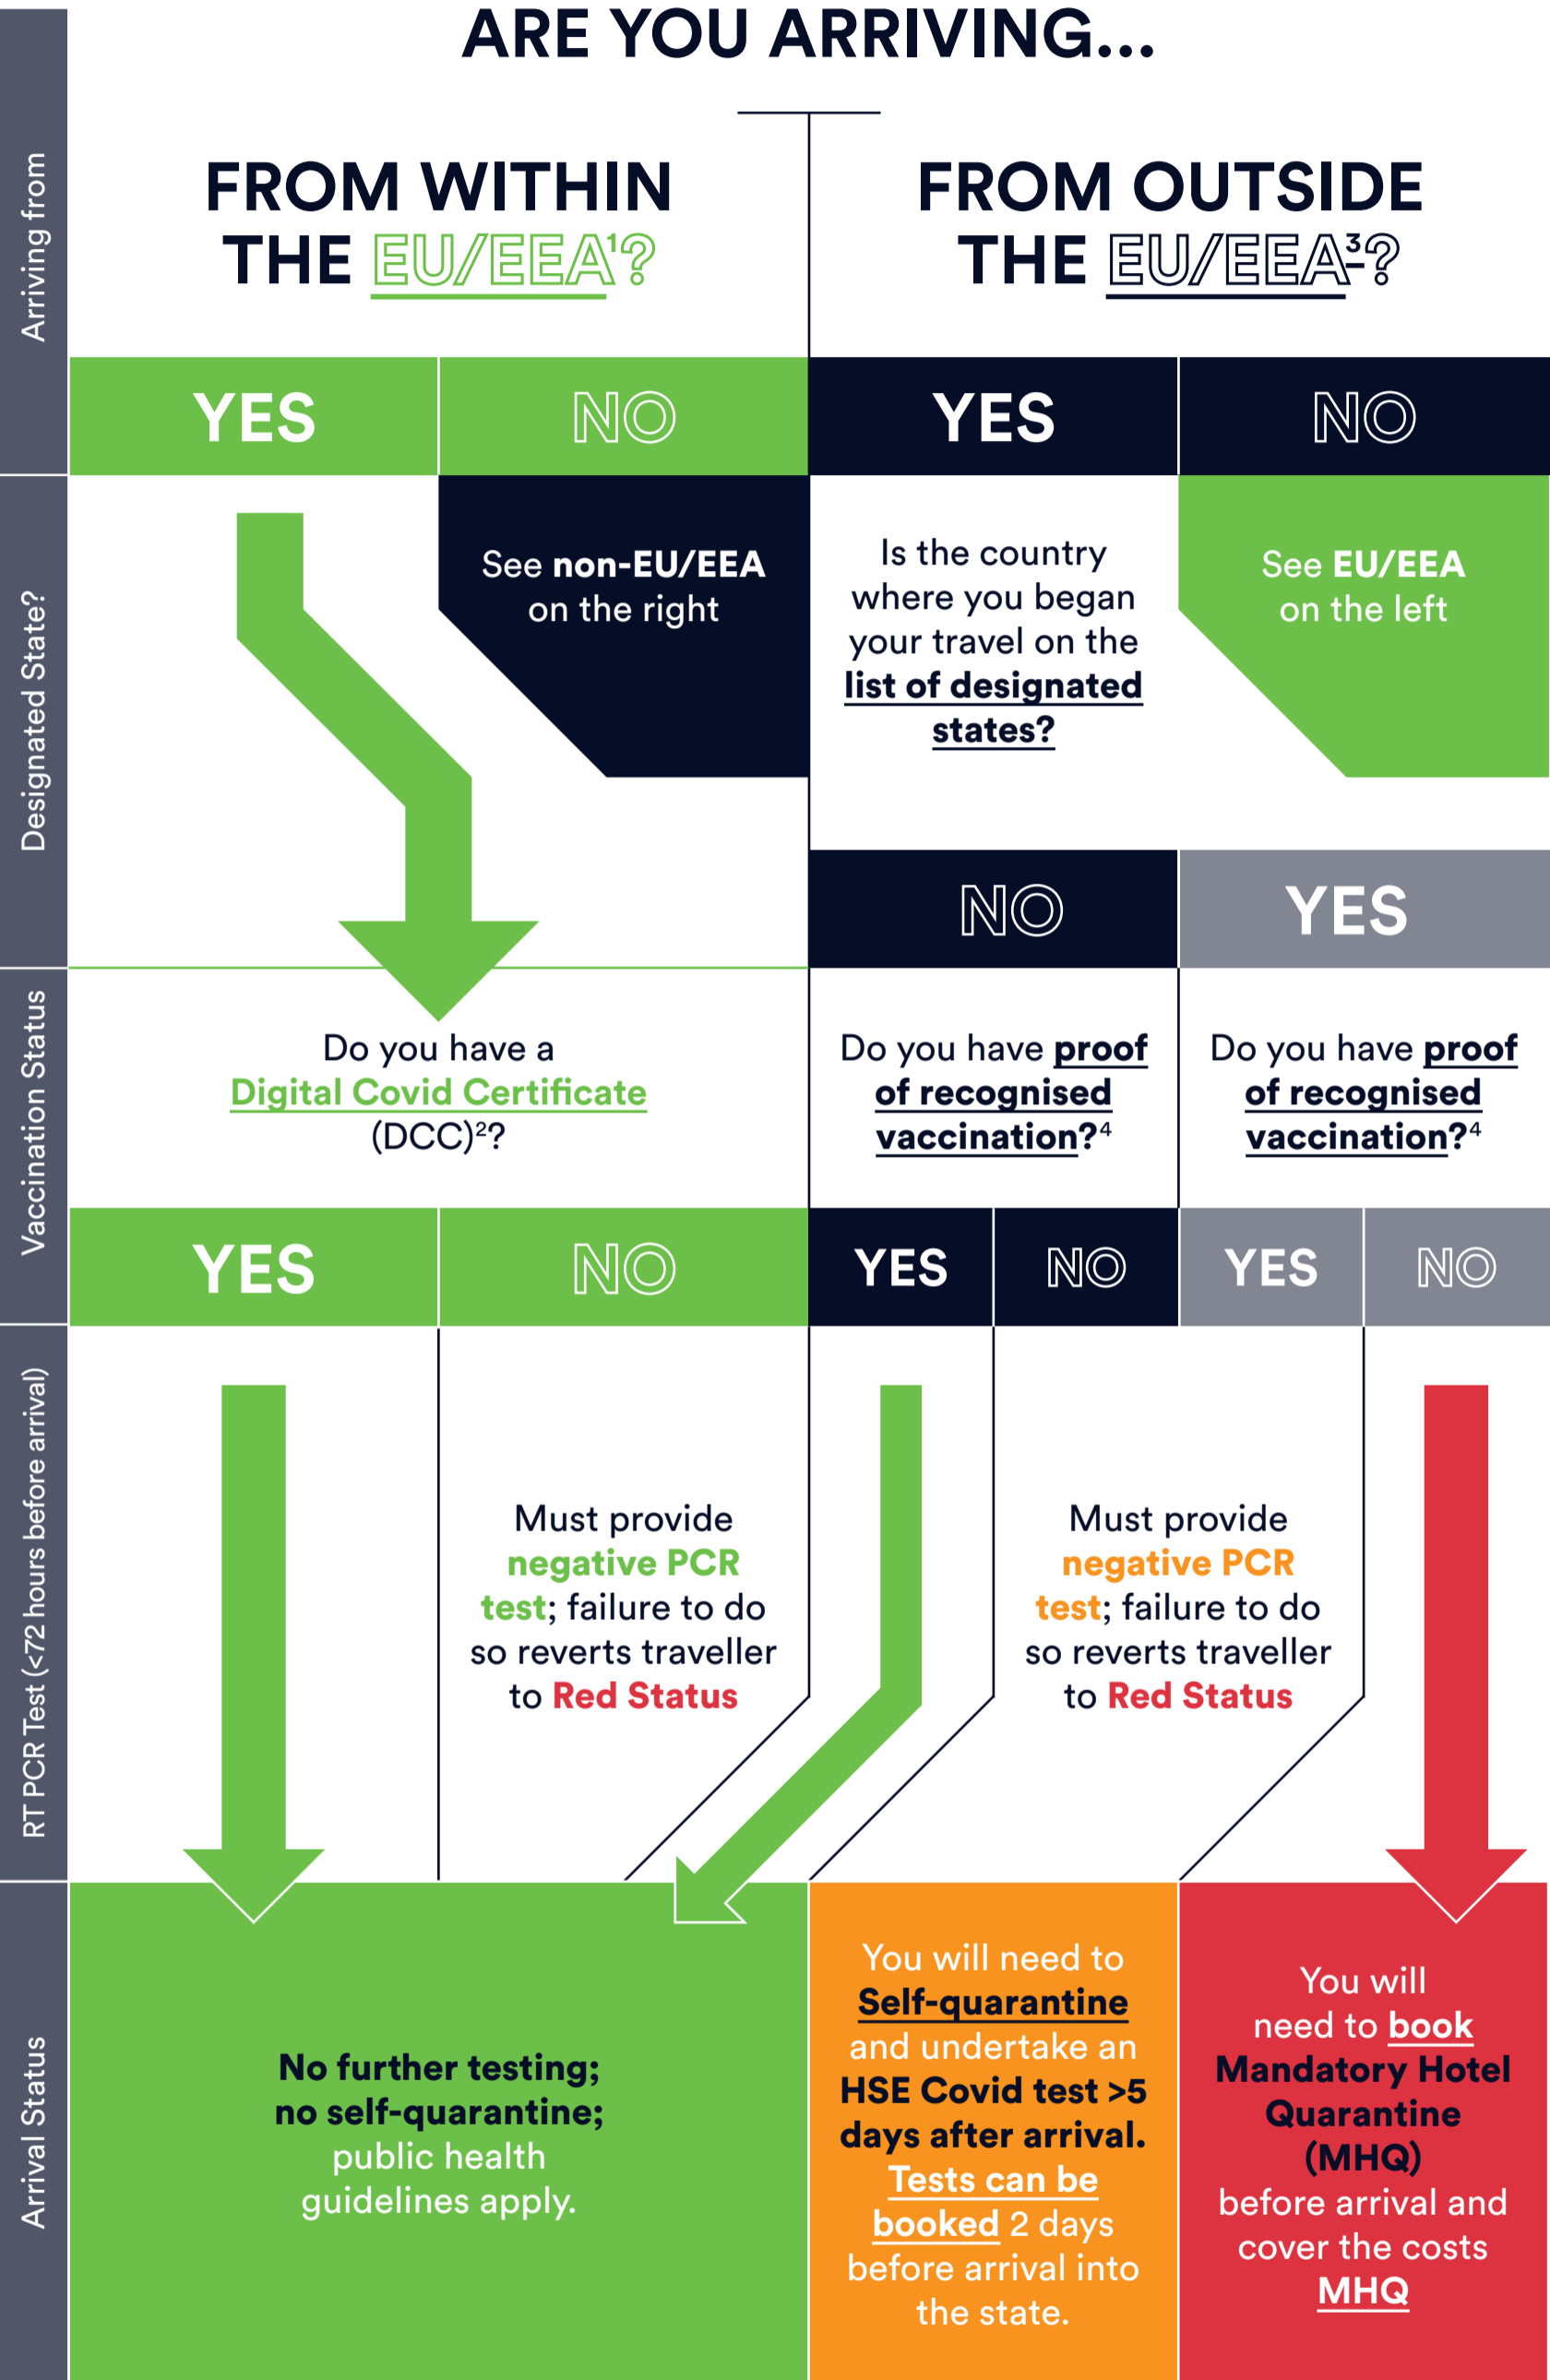 ARE YOU ARRIVING...
Arriving from
FROM WITHIN
THE EU/EEA¹?
FROM OUTSIDE
THE EU/EEA³?
YES
NO
YES
NO
Designated State?
See non-EU/EEA
on the right
Is the country
where you began
your travel on the
list of designated
states?
See EU/EEA
on the left
NO
YES
Vaccination Status
Do you have a
Digital Covid Certificate
(DCC)²?
Do you have proof
of recognised
vaccination?⁴
Do you have proof
of recognised
vaccination?⁴
YES
NO
YES
NO
YES
NO
RT PCR Test (<72 hours before arrival)
Must provide
negative PCR
test; failure to do
so reverts traveller
to Red Status
Must provide
negative PCR
test; failure to do
so reverts traveller
to Red Status
Arrival Status
No further testing;
no self-quarantine;
public health
guidelines apply.
You will need to
Self-quarantine
and undertake an
HSE Covid test >5
days after arrival.
Tests can be
booked 2 days
before arrival into
the state.
You will
need to book
Mandatory Hotel
Quarantine
(MHQ)
before arrival and
cover the costs
MHQ